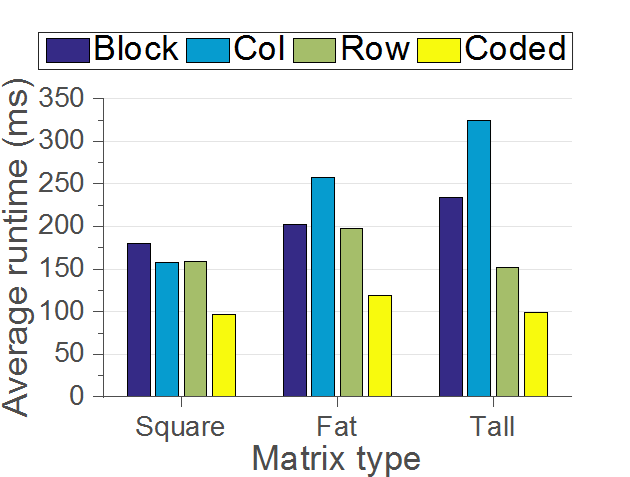 Block Col Row Coded
Average runtime (ms)
350
300
250
200
150
100
50
0
Square Fat Tall
Matrix type